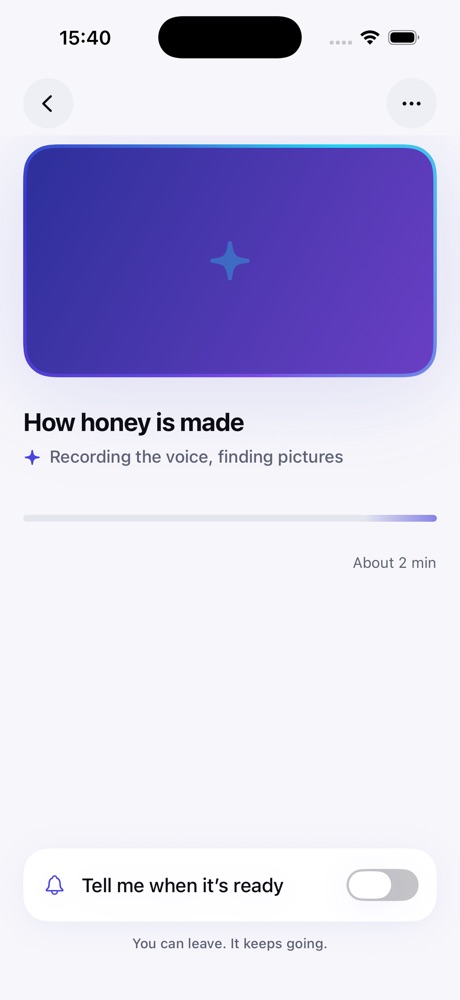 15:40
How honey is made
Recording the voice, finding pictures
About 2 min
Tell me when it’s ready
You can leave. It keeps going.